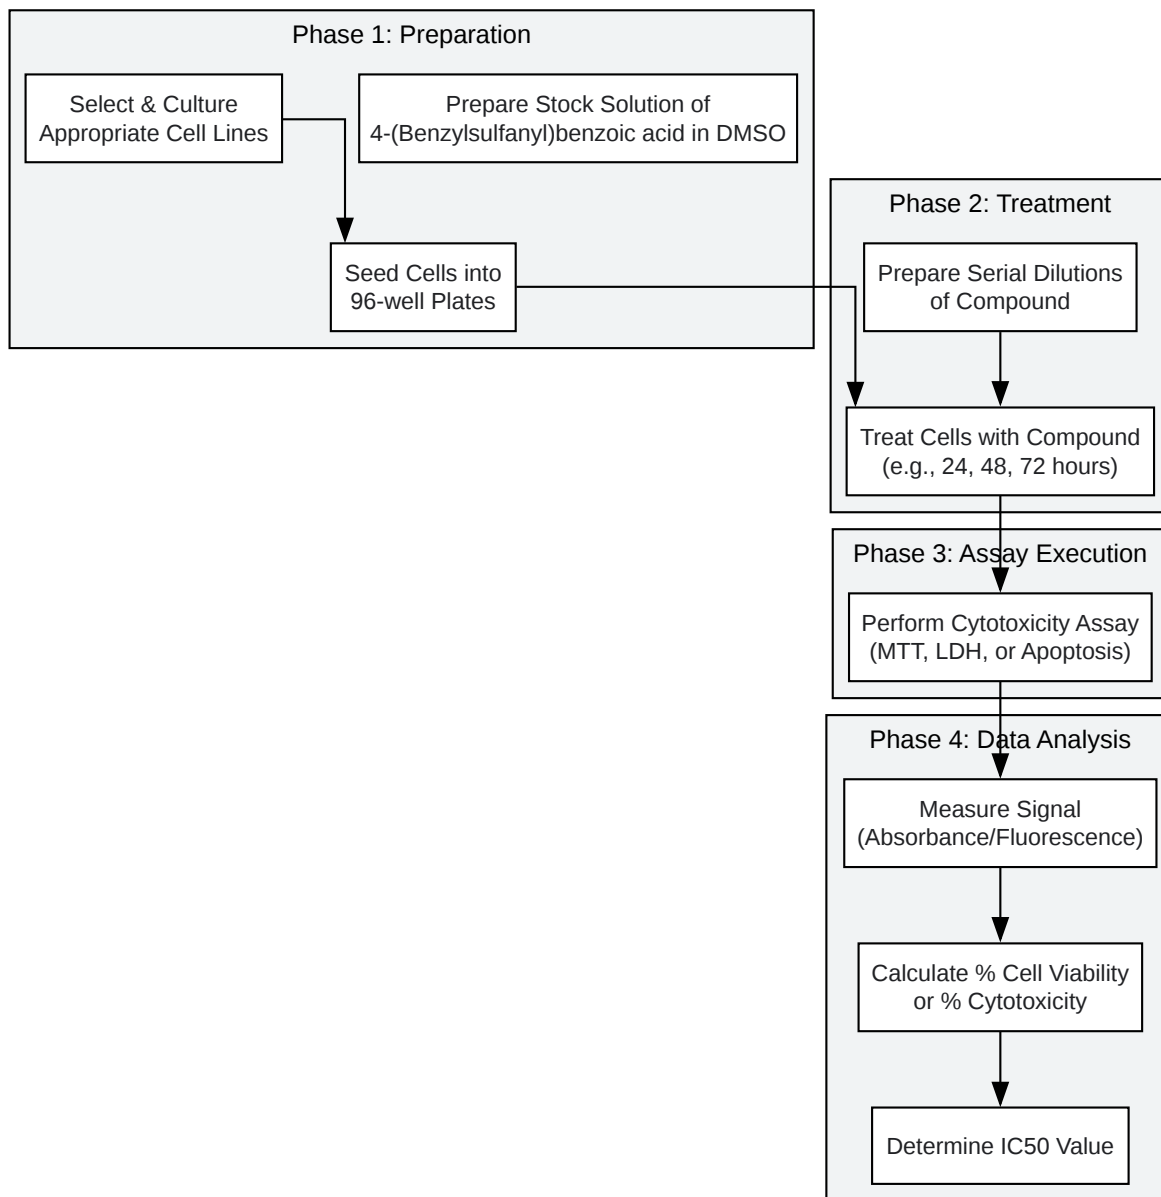 Phase 1: Preparation
Select & Culture
Appropriate Cell Lines
Prepare Stock Solution of
4-(Benzylsulfanyl)benzoic acid in DMSO
Seed Cells into
96-well Plates
Phase 2: Treatment
Prepare Serial Dilutions
of Compound
Treat Cells with Compound
(e.g., 24, 48, 72 hours)
Phase 3: Assay Execution
Perform Cytotoxicity Assay
(MTT, LDH, or Apoptosis)
Phase 4: Data Analysis
Measure Signal
(Absorbance/Fluorescence)
Calculate % Cell Viability
or % Cytotoxicity
Determine IC50 Value